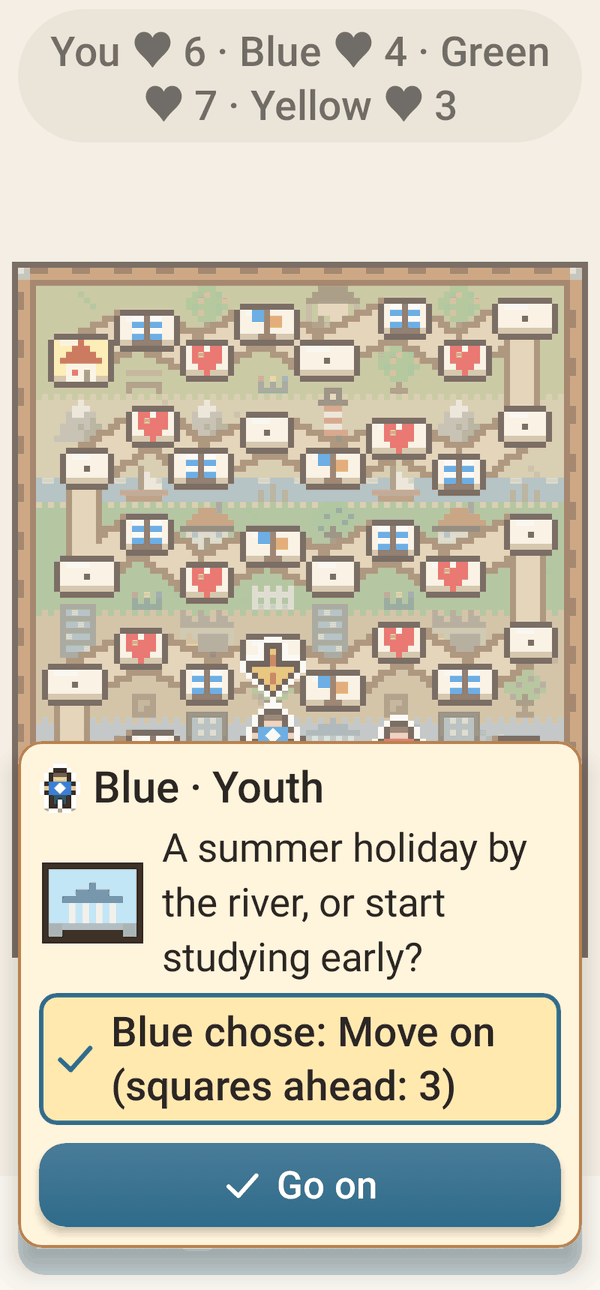 You ♥ 6 · Blue ♥ 4 · Green
♥ 7 · Yellow ♥ 3
Blue · Youth
A summer holiday by
the river, or start
studying early?
Blue chose: Move on
(squares ahead: 3)
Go on